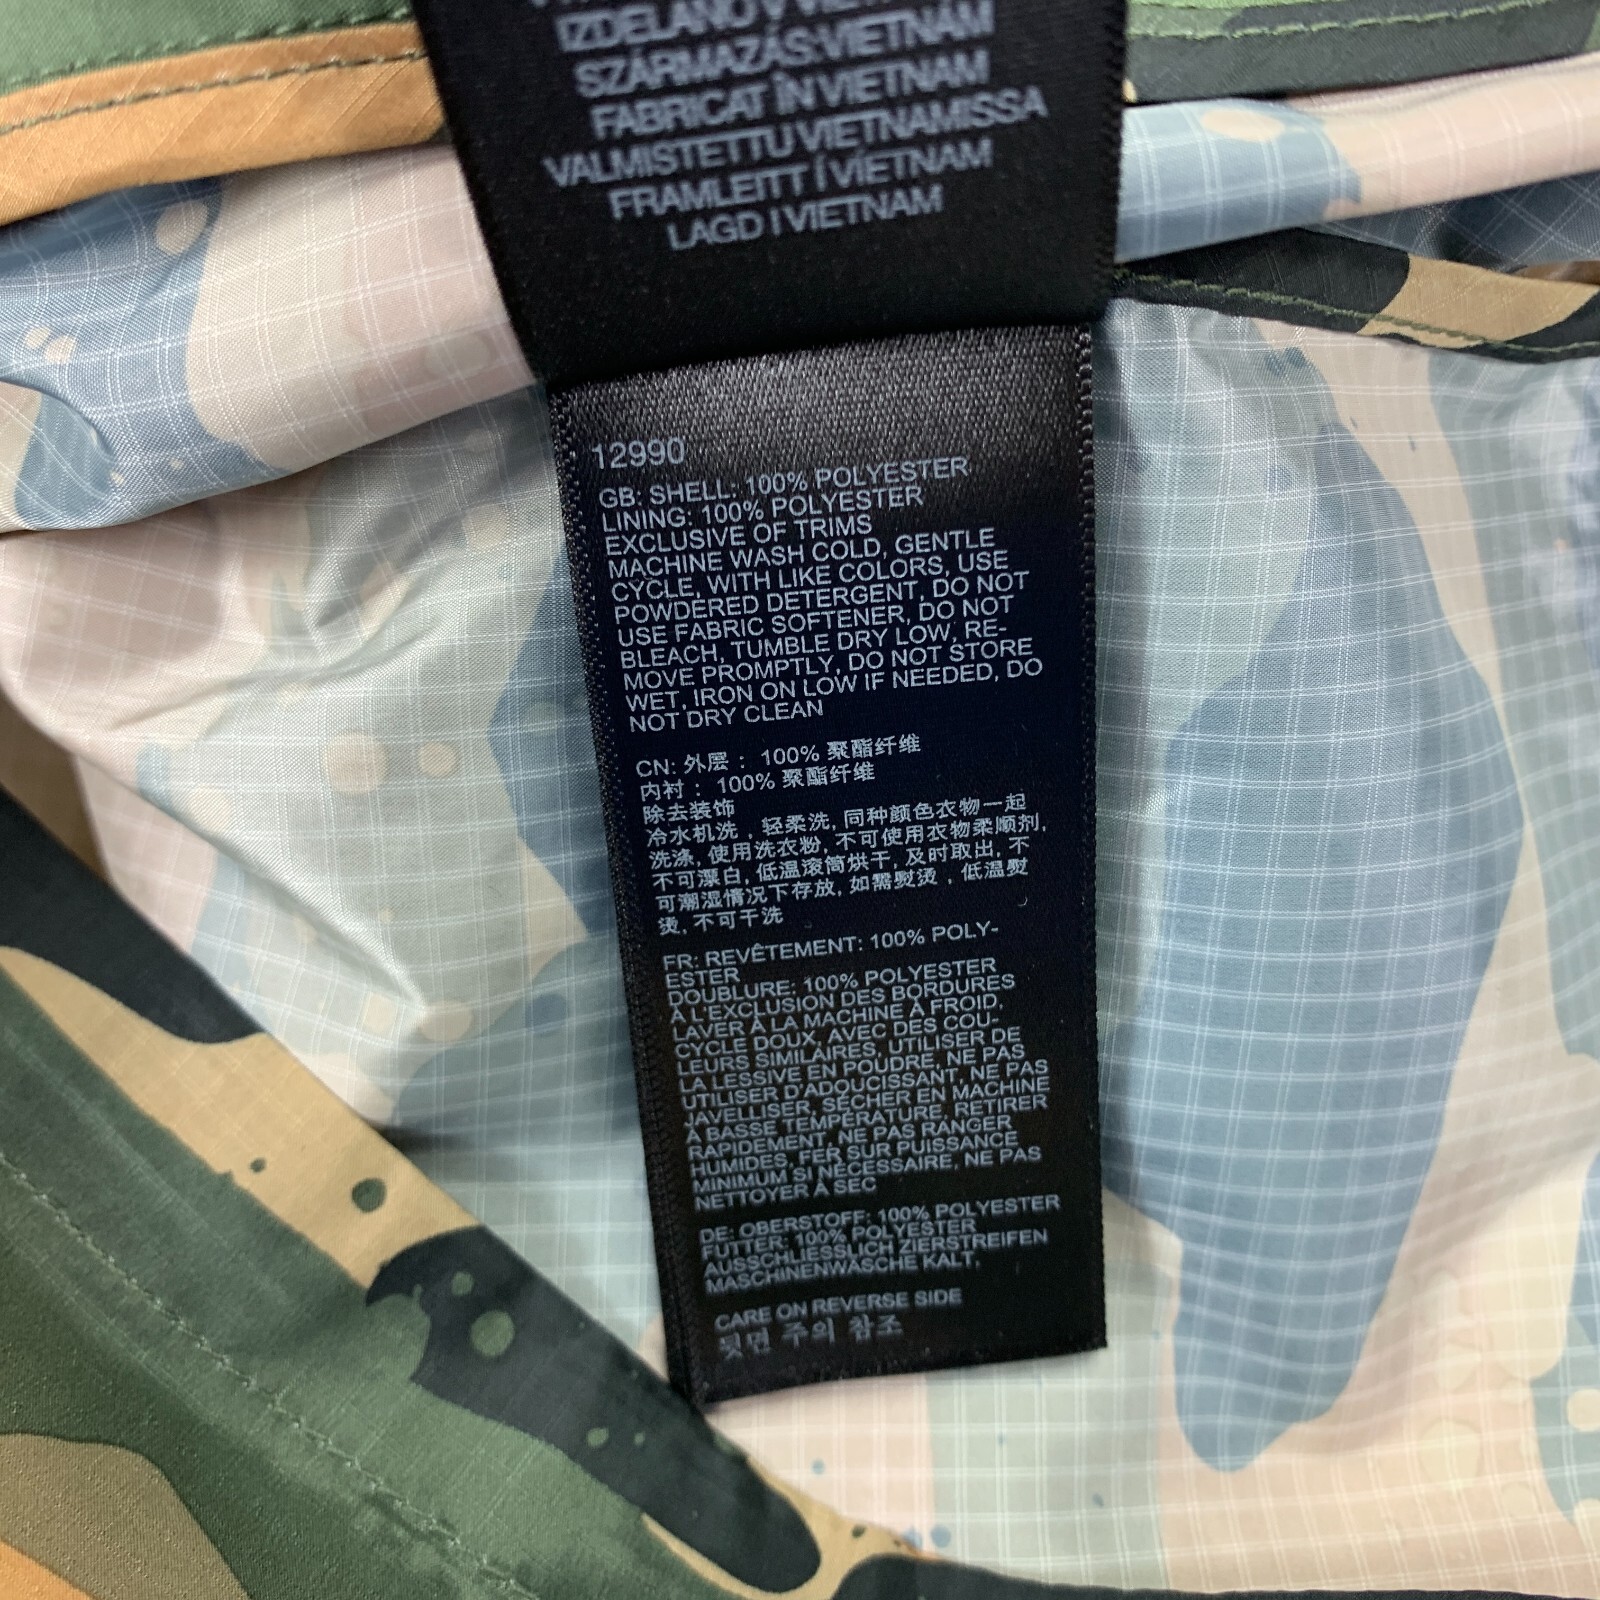 IZDELANO V VIETNAMU
SZÁRMAZÁS:VIETNÁM
FABRICAT ÎN VIETNAM
VALMISTETTU VIETNAMISSA
FRAMLEITT Í VÍETNAM
LAGD I VIETNAM
12990
GB: SHELL: 100% POLYESTER
LINING: 100% POLYESTER
EXCLUSIVE OF TRIMS
MACHINE WASH COLD, GENTLE
CYCLE, WITH LIKE COLORS, USE
POWDERED DETERGENT, DO NOT
USE FABRIC SOFTENER, DO NOT
BLEACH, TUMBLE DRY LOW, RE-
MOVE PROMPTLY, DO NOT STORE
WET, IRON ON LOW IF NEEDED, DO
NOT DRY CLEAN
CN: 外层： 100% 聚酯纤维
内衬： 100% 聚酯纤维
除去装饰
冷水机洗，轻柔洗, 同种颜色衣物一起
洗涤, 使用洗衣粉, 不可使用衣物柔顺剂,
不可漂白, 低温滚筒烘干, 及时取出, 不
可潮湿情况下存放, 如需熨烫，低温熨
烫, 不可干洗
FR: REVÊTEMENT: 100% POLY-
ESTER
DOUBLURE: 100% POLYESTER
À L'EXCLUSION DES BORDURES
LAVER À LA MACHINE À FROID,
CYCLE DOUX, AVEC DES COU-
LEURS SIMILAIRES, UTILISER DE
LA LESSIVE EN POUDRE, NE PAS
UTILISER D'ADOUCISSANT, NE PAS
JAVELLISER, SÉCHER EN MACHINE
À BASSE TEMPÉRATURE, RETIRER
RAPIDEMENT, NE PAS RANGER
HUMIDES, FER SUR PUISSANCE
MINIMUM SI NÉCESSAIRE, NE PAS
NETTOYER À SEC
DE: OBERSTOFF: 100% POLYESTER
FUTTER: 100% POLYESTER
AUSSCHLIESSLICH ZIERSTREIFEN
MASCHINENWÄSCHE KALT,
CARE ON REVERSE SIDE
뒷면 주의 참조